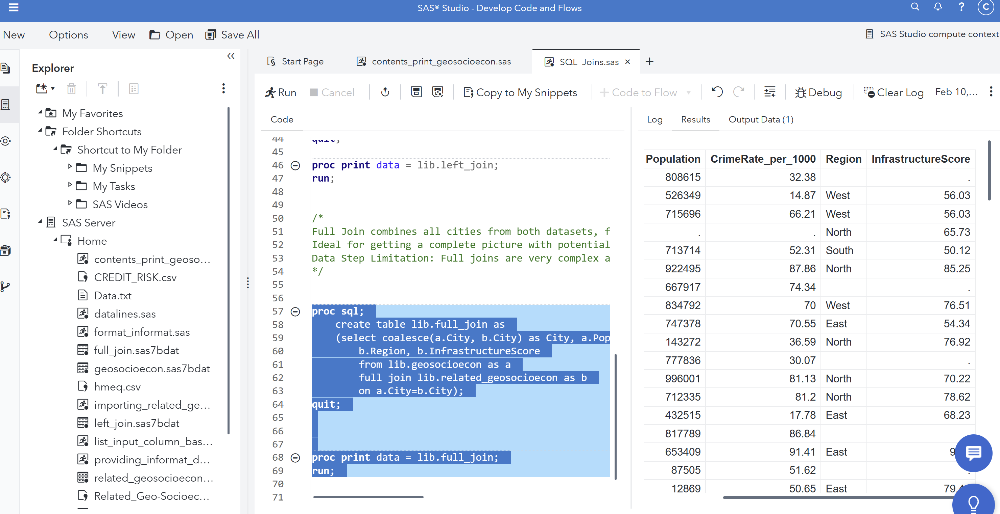 SAS® Studio - Develop Code and Flows
C
New Options View Open Save All
SAS Studio compute context
Explorer
My Favorites
Folder Shortcuts
Shortcut to My Folder
My Snippets
My Tasks
SAS Videos
SAS Server
Home
contents_print_geoso...
CREDIT_RISK.csv
Data.txt
datalines.sas
format_informat.sas
full_join.sas7bdat
geosocioecon.sas7bdat
hmeq.csv
importing_related_ge...
left_join.sas7bdat
list_input_column_bas...
providing_informat_d...
related_geosocioecon...
Related_Geo-Socioec...
Start Page contents_print_geosocioecon.sas SQL_Joins.sas
Run Cancel Copy to My Snippets Code to Flow Debug Clear Log Feb 10,...
Code
44 quit;
45
46 proc print data = lib.left_join;
47 run;
48
49
50 /*
51 Full Join combines all cities from both datasets, f
52 Ideal for getting a complete picture with potential
53 Data Step Limitation: Full joins are very complex a
54 */
55
56
57 proc sql;
58 create table lib.full_join as
59 (select coalesce(a.City, b.City) as City, a.Pop
60 b.Region, b.InfrastructureScore
61 from lib.geosocioecon as a
62 full join lib.related_geosocioecon as b
63 on a.City=b.City);
64 quit;
65
66
67
68 proc print data = lib.full_join;
69 run;
70
71
Log Results Output Data (1)
Population CrimeRate_per_1000 Region InfrastructureScore
808615 32.38 .
526349 14.87 West 56.03
715696 66.21 West 56.03
. . North 65.73
713714 52.31 South 50.12
922495 87.86 North 85.25
667917 74.34 .
834792 70 West 76.51
747378 70.55 East 54.34
143272 36.59 North 76.92
777836 30.07 .
996001 81.13 North 70.22
712335 81.2 North 78.62
432515 17.78 East 68.23
817789 86.84
653409 91.41 East
87505 51.62 .
12869 50.65 East